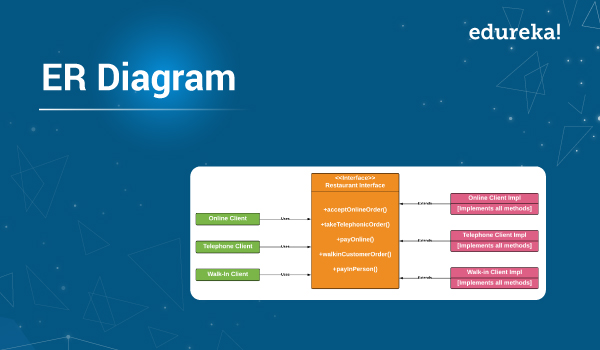 edureka!
ER Diagram
<<Interface>>
Restaurant Interface
+acceptOnlineOrder()
+takeTelephonicOrder()
+payOnline()
+walkinCustomerOrder()
+payInPerson()
Online Client
Uses
Telephone Client
Uses
Walk-In Client
Uses
Extends
Online Client Impl
[Implements all methods]
Extends
Telephone Client Impl
[Implements all methods]
Extends
Walk-in Client Impl
[Implements all methods]